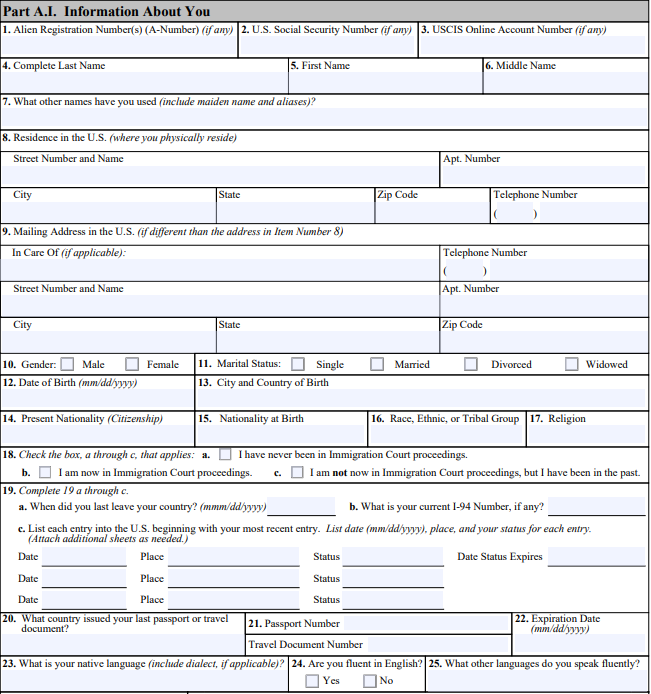 Part A.I. Information About You
1. Alien Registration Number(s) (A-Number) (if any) 2. U.S. Social Security Number (if any) 3. USCIS Online Account Number (if any)
4. Complete Last Name 5. First Name 6. Middle Name
7. What other names have you used (include maiden name and aliases)?
8. Residence in the U.S. (where you physically reside)
Street Number and Name Apt. Number
City State Zip Code Telephone Number
( )
9. Mailing Address in the U.S. (if different than the address in Item Number 8)
In Care Of (if applicable): Telephone Number
( )
Street Number and Name Apt. Number
City State Zip Code
10. Gender: Male Female 11. Marital Status: Single Married Divorced Widowed
12. Date of Birth (mm/dd/yyyy) 13. City and Country of Birth
14. Present Nationality (Citizenship) 15. Nationality at Birth 16. Race, Ethnic, or Tribal Group 17. Religion
18. Check the box, a through c, that applies: a. I have never been in Immigration Court proceedings.
b. I am now in Immigration Court proceedings. c. I am not now in Immigration Court proceedings, but I have been in the past.
19. Complete 19 a through c.
a. When did you last leave your country? (mmm/dd/yyyy) b. What is your current I-94 Number, if any?
c. List each entry into the U.S. beginning with your most recent entry. List date (mm/dd/yyyy), place, and your status for each entry.
(Attach additional sheets as needed.)
Date Place Status Date Status Expires
Date Place Status
Date Place Status
20. What country issued your last passport or travel document? 21. Passport Number 22. Expiration Date (mm/dd/yyyy)
Travel Document Number
23. What is your native language (include dialect, if applicable)? 24. Are you fluent in English? 25. What other languages do you speak fluently?
Yes No